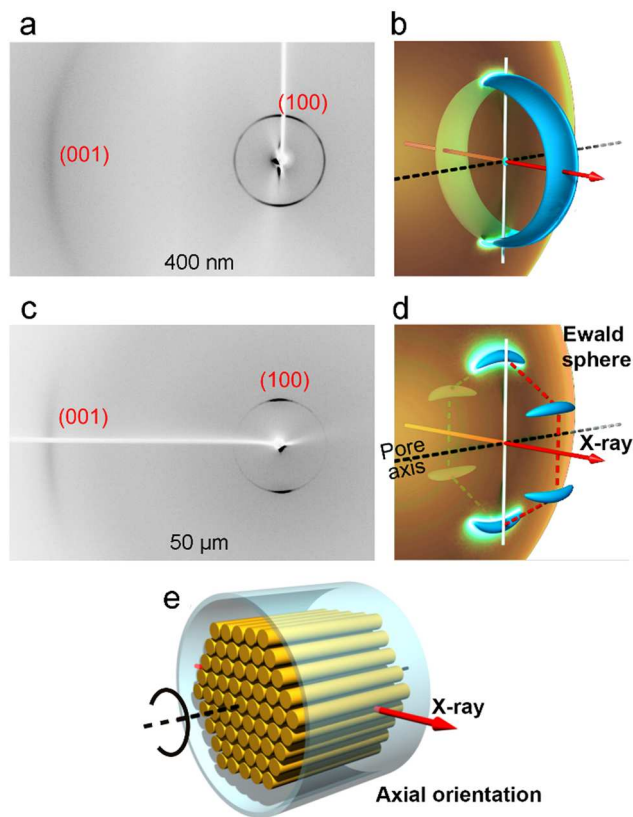 a
(100)
(001)
400 nm
b
c
(100)
(001)
50 µm
d
Ewald
sphere
X-ray
Pore
axis
e
X-ray
Axial orientation